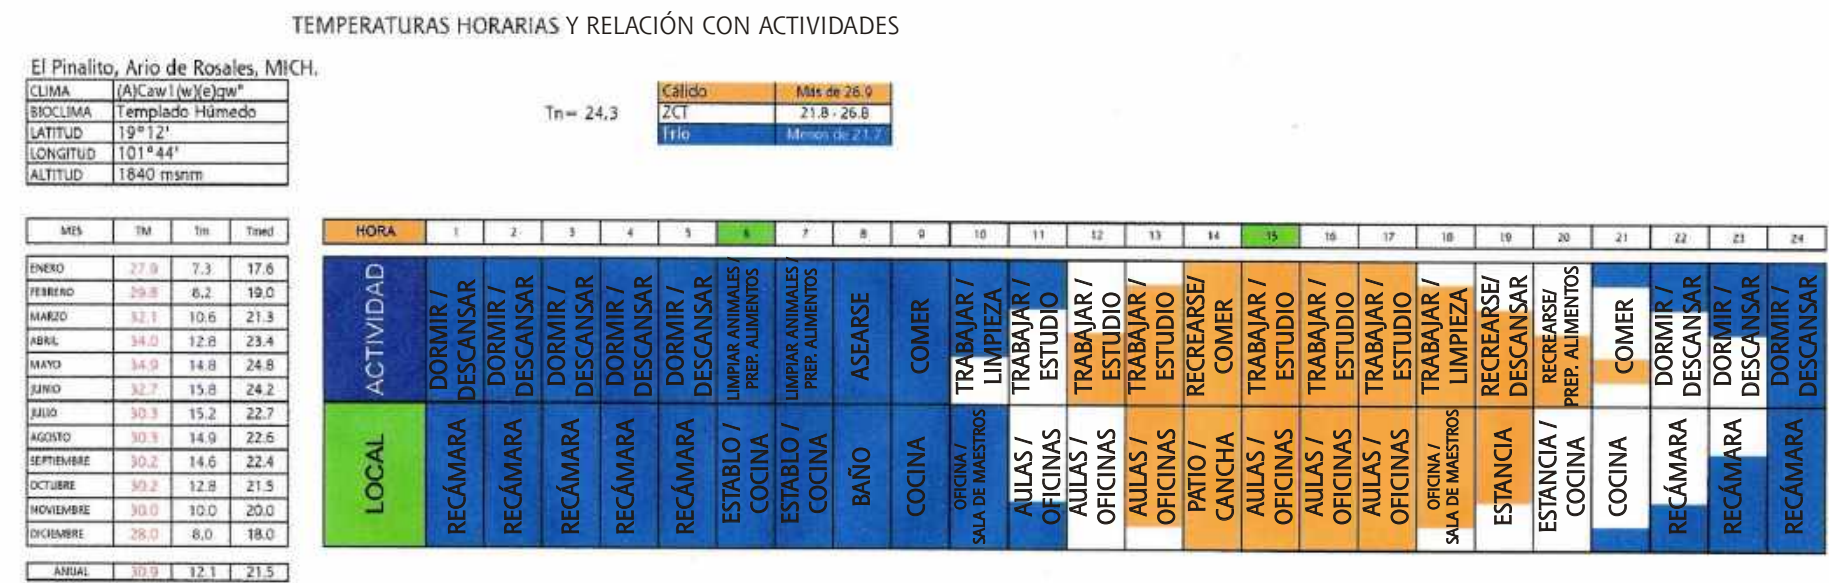 TEMPERATURAS HORARIAS Y RELACIÓN CON ACTIVIDADES
El Pinalito, Ario de Rosales, MICH.
CLIMA (A)Caw1(w)(e)gw"
BIOCLIMA Templado Húmedo
LATITUD 19°12'
LONGITUD 101°44'
ALTITUD 1840 msnm
Tn= 24.3
Cálido Más de 26.9
ZCT 21.8 - 26.8
Frío Menos de 21.7
MES TM Tm Tmed
ENERO 27.9 7.3 17.6
FEBRERO 29.8 8.2 19.0
MARZO 32.1 10.6 21.3
ABRIL 34.0 12.8 23.4
MAYO 34.9 14.8 24.8
JUNIO 32.7 15.8 24.2
JULIO 30.3 15.2 22.7
AGOSTO 30.3 14.9 22.6
SEPTIEMBRE 30.2 14.6 22.4
OCTUBRE 30.2 12.8 21.5
NOVIEMBRE 30.0 10.0 20.0
DICIEMBRE 28.0 8.0 18.0
ANUAL 30.9 12.1 21.5
HORA 1 2 3 4 5 6 7 8 9 10 11 12 13 14 15 16 17 18 19 20 21 22 23 24
ACTIVIDAD
DORMIR /
DESCANSAR
DORMIR /
DESCANSAR
DORMIR /
DESCANSAR
DORMIR /
DESCANSAR
DORMIR /
DESCANSAR
LIMPIAR ANIMALES /
PREP. ALIMENTOS
LIMPIAR ANIMALES /
PREP. ALIMENTOS
ASEARSE
COMER
TRABAJAR /
LIMPIEZA
TRABAJAR /
ESTUDIO
TRABAJAR /
ESTUDIO
TRABAJAR /
ESTUDIO
RECREARSE/
COMER
TRABAJAR /
ESTUDIO
TRABAJAR /
ESTUDIO
TRABAJAR /
ESTUDIO
TRABAJAR /
LIMPIEZA
RECREARSE/
DESCANSAR
RECREARSE/
PREP. ALIMENTOS
COMER
DORMIR /
DESCANSAR
DORMIR /
DESCANSAR
DORMIR /
DESCANSAR
LOCAL
RECÁMARA
RECÁMARA
RECÁMARA
RECÁMARA
RECÁMARA
ESTABLO /
COCINA
ESTABLO /
COCINA
BAÑO
COCINA
OFICINA /
SALA DE MAESTROS
AULAS /
OFICINAS
AULAS /
OFICINAS
AULAS /
OFICINAS
PATIO /
CANCHA
AULAS /
OFICINAS
AULAS /
OFICINAS
AULAS /
OFICINAS
OFICINA /
SALA DE MAESTROS
ESTANCIA
ESTANCIA /
COCINA
COCINA
RECÁMARA
RECÁMARA
RECÁMARA